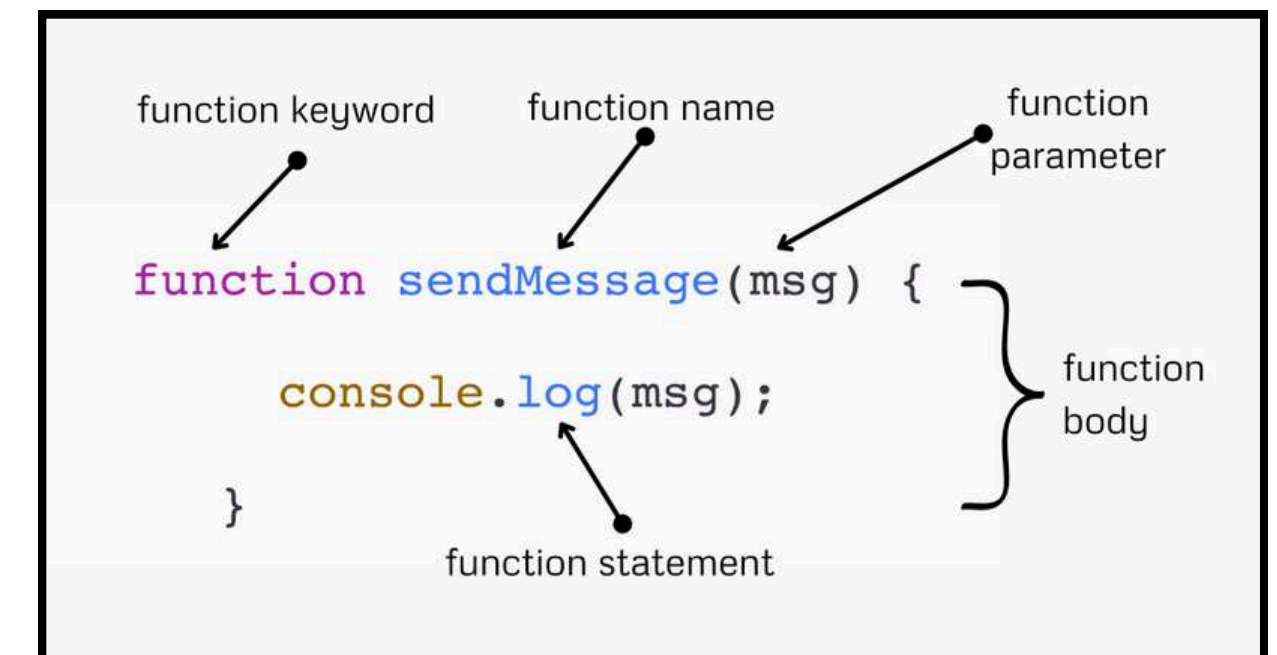 function keyword
function name
function
parameter
function sendMessage(msg) {
console.log(msg);
}
function
body
function statement